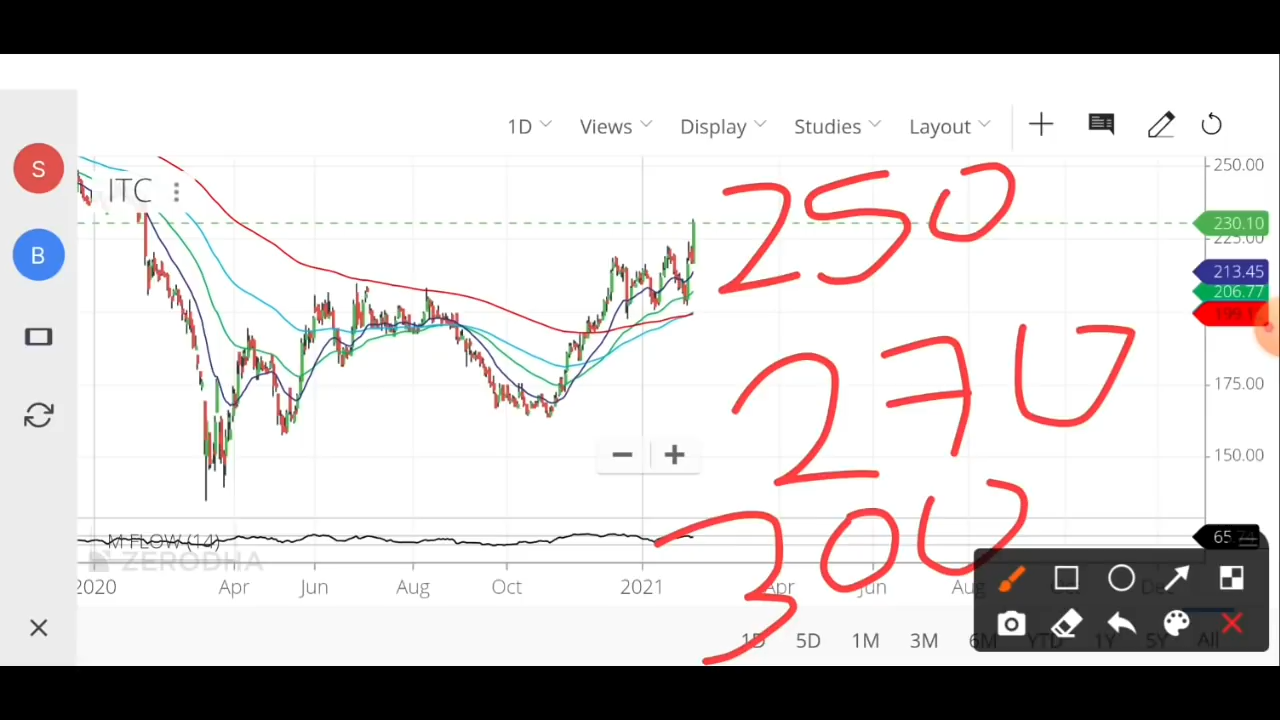 1D Views Display Studies Layout
S
ITC
B
250.00
230.10
225.00
213.45
206.77
175.00
150.00
250
270
300
M FLOW (14)
ZERODHA
2020 Apr Jun Aug Oct 2021 Apr Jun Aug Oct Dec
1D 5D 1M 3M 6M YTD 1Y 5Y All